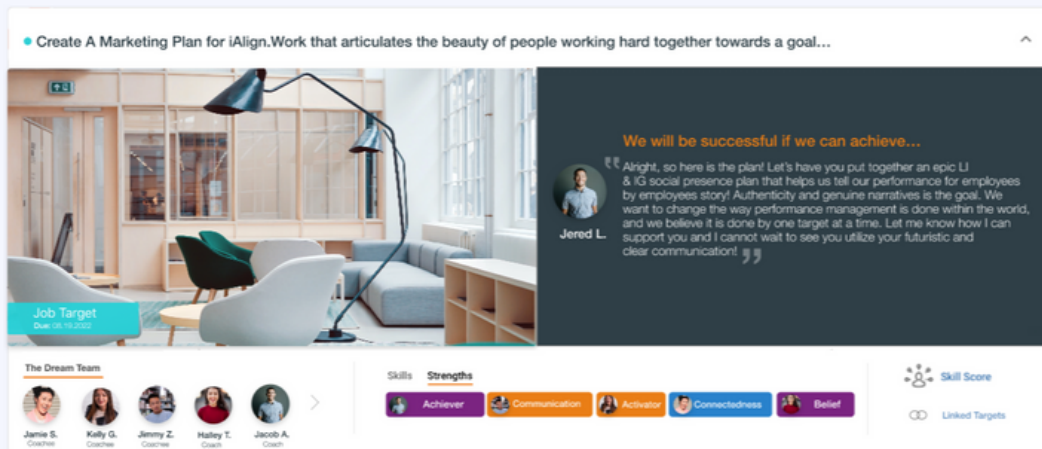 Create A Marketing Plan for iAlign.Work that articulates the beauty of people working hard together towards a goal...
We will be successful if we can achieve...
Alright, so here is the plan! Let's have you put together an epic LI
& IG social presence plan that helps us tell our performance for employees
by employees story! Authenticity and genuine narratives is the goal. We
want to change the way performance management is done within the world,
and we believe it is done by one target at a time. Let me know how I can
support you and I cannot wait to see you utilize your futuristic and
clear communication!
Jered L.
Job Target
Due: 08.19.2022
The Dream Team
Jamie S.
Coachee
Kelly G.
Coachee
Jimmy Z.
Coachee
Halley T.
Coach
Jacob A.
Coach
Skills Strengths
Achiever
Communication
Activator
Connectedness
Belief
Skill Score
Linked Targets